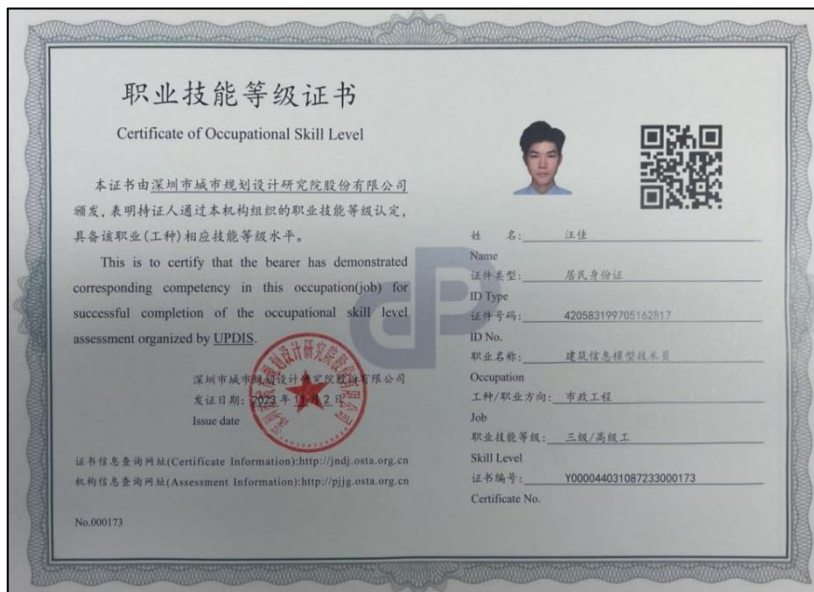 职业技能等级证书
Certificate of Occupational Skill Level
本证书由深圳市城市规划设计研究院股份有限公司
颁发,表明持证人通过本机构组织的职业技能等级认定,
具备该职业(工种)相应技能等级水平。
This is to certify that the bearer has demonstrated
corresponding competency in this occupation(job) for
successful completion of the occupational skill level
assessment organized by UPDIS.
深圳市城市规划设计研究院股份有限公司
发证日期: 2023年11月2日
Issue date
证书信息查询网址(Certificate Information):http://jndj.osta.org.cn
机构信息查询网址(Assessment Information):http://pjjg.osta.org.cn
No.000173
姓 名: 汪佳
Name
证件类型: 居民身份证
ID Type
证件号码: 420583199705162817
ID No.
职业名称: 建筑信息模型技术员
Occupation
工种/职业方向: 市政工程
Job
职业技能等级: 三级/高级工
Skill Level
证书编号: Y000044031087233000173
Certificate No.